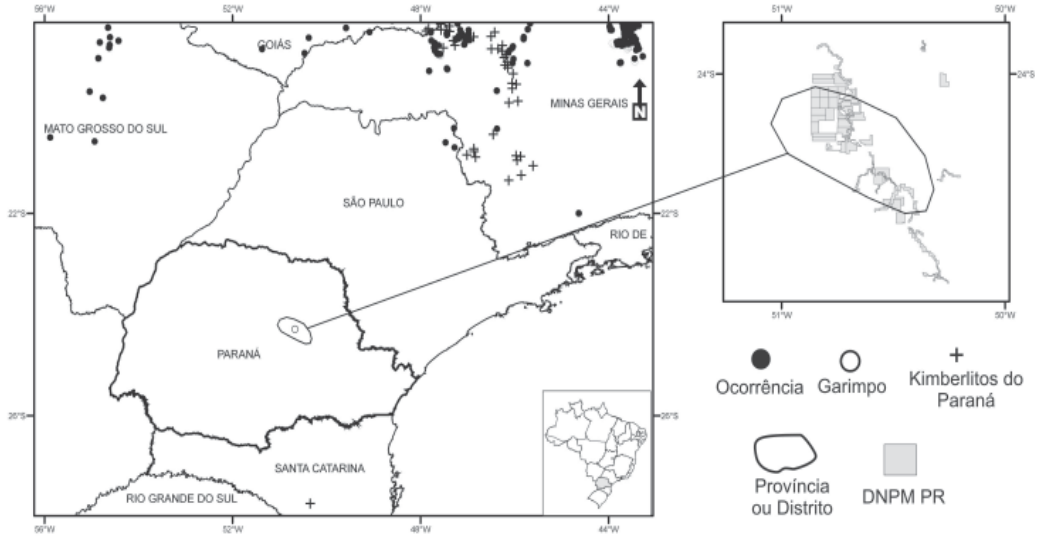 56°W 52°W 48°W 44°W
GOIÁS
MINAS GERAIS
N
MATO GROSSO DO SUL
SÃO PAULO
22°S 22°S
RIO DE
PARANÁ
26°S 26°S
SANTA CATARINA
RIO GRANDE DO SUL
56°W 52°W 48°W 44°W
51°W 50°W
24°S 24°S
51°W 50°W
Ocorrência
Garimpo
Kimberlitos do
Paraná
Província
ou Distrito
DNPM PR